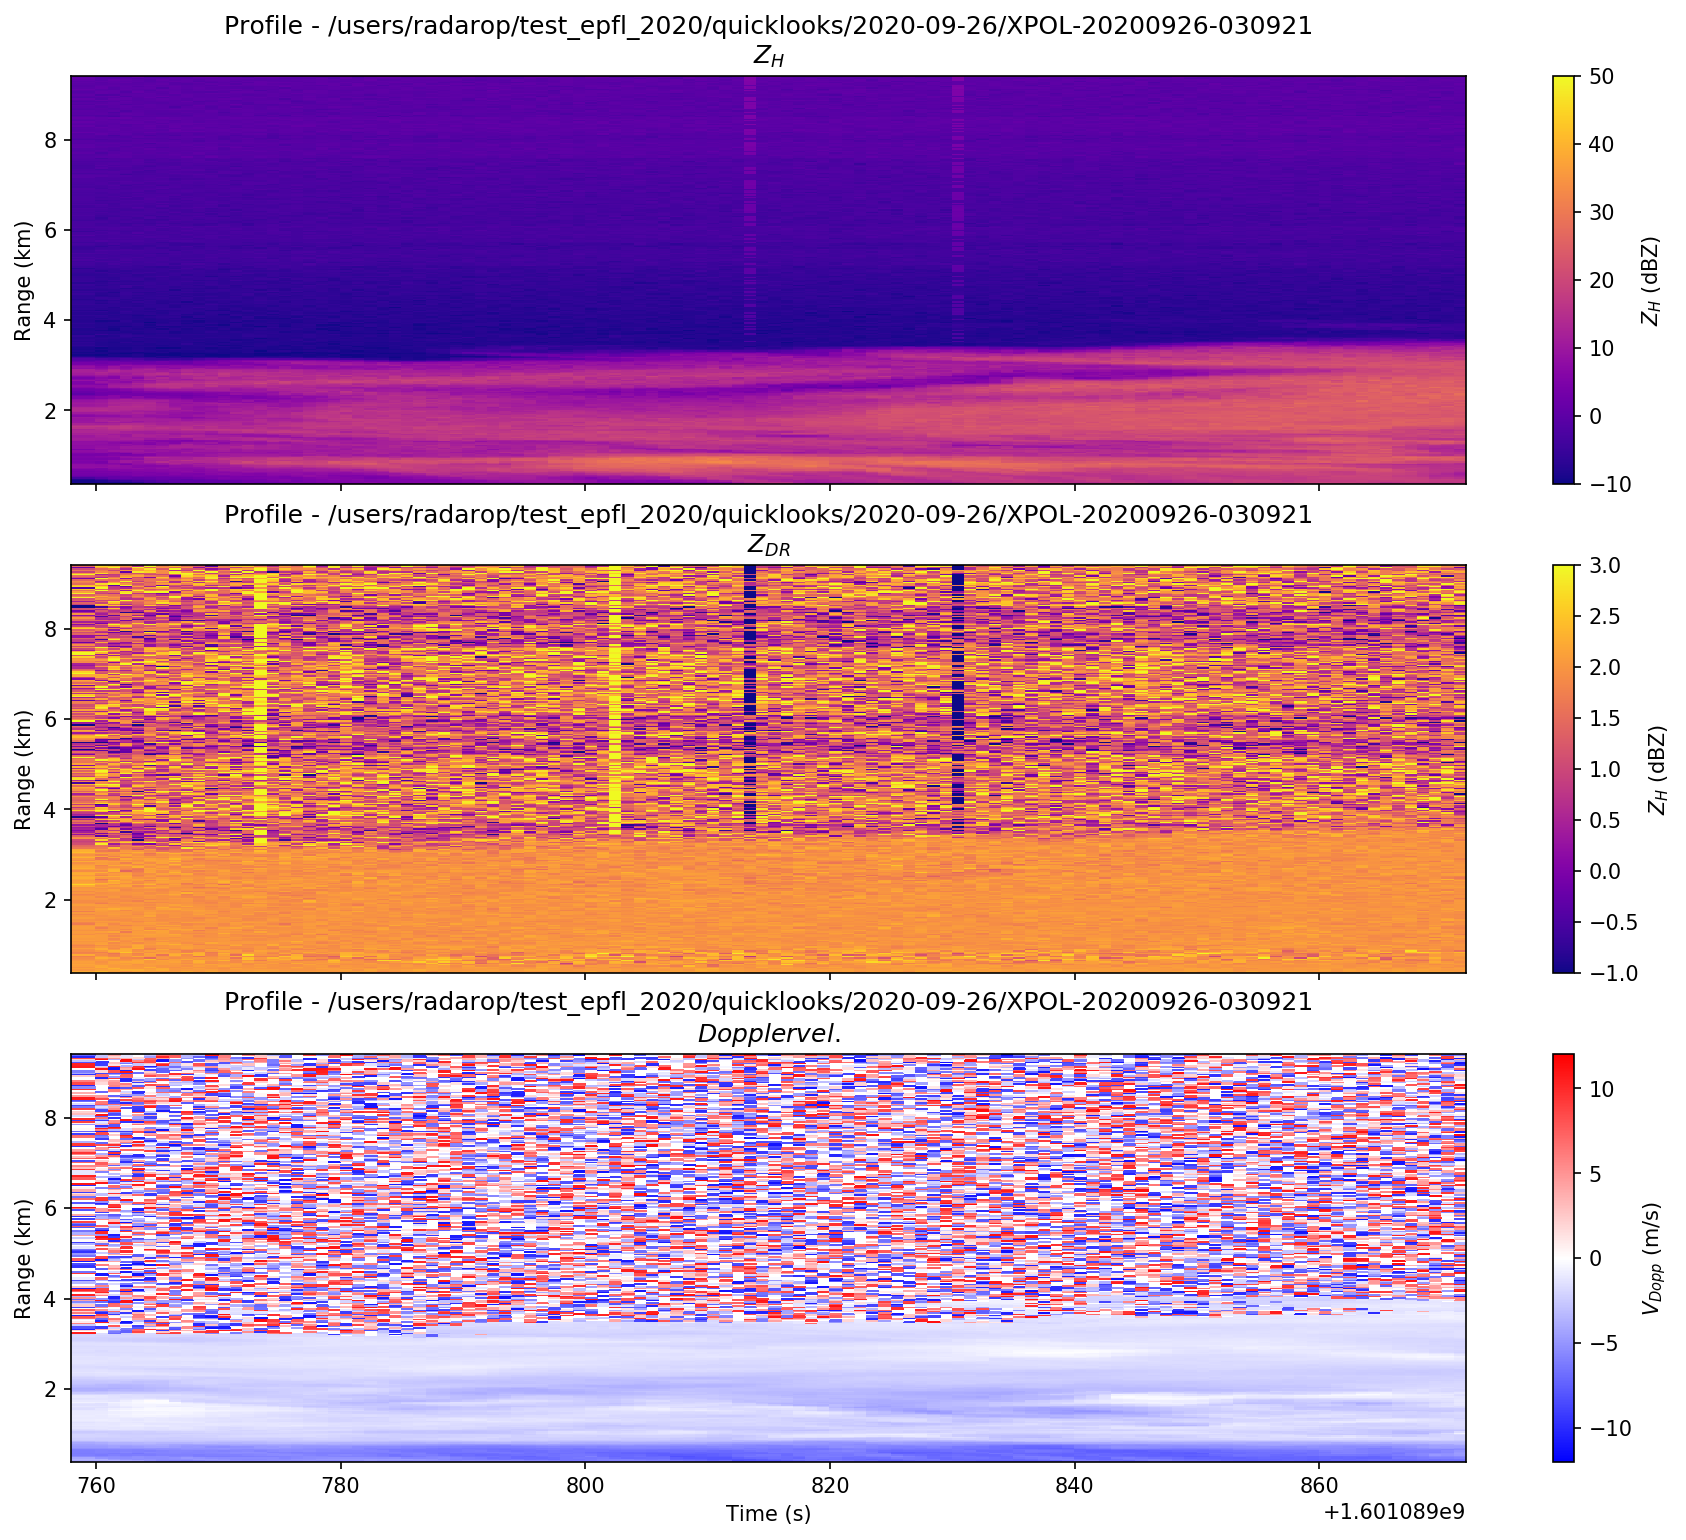 Profile - /users/radarop/test_epfl_2020/quicklooks/2020-09-26/XPOL-20200926-030921
Z_H
8
6
4
2
Range (km)
50
40
30
20
10
0
−10
Z_H (dBZ)
Profile - /users/radarop/test_epfl_2020/quicklooks/2020-09-26/XPOL-20200926-030921
Z_DR
8
6
4
2
Range (km)
3.0
2.5
2.0
1.5
1.0
0.5
0.0
−0.5
−1.0
Z_H (dBZ)
Profile - /users/radarop/test_epfl_2020/quicklooks/2020-09-26/XPOL-20200926-030921
Dopplervel.
8
6
4
2
Range (km)
10
5
0
−5
−10
V_Dopp (m/s)
760 780 800 820 840 860
Time (s)
+1.601089e9